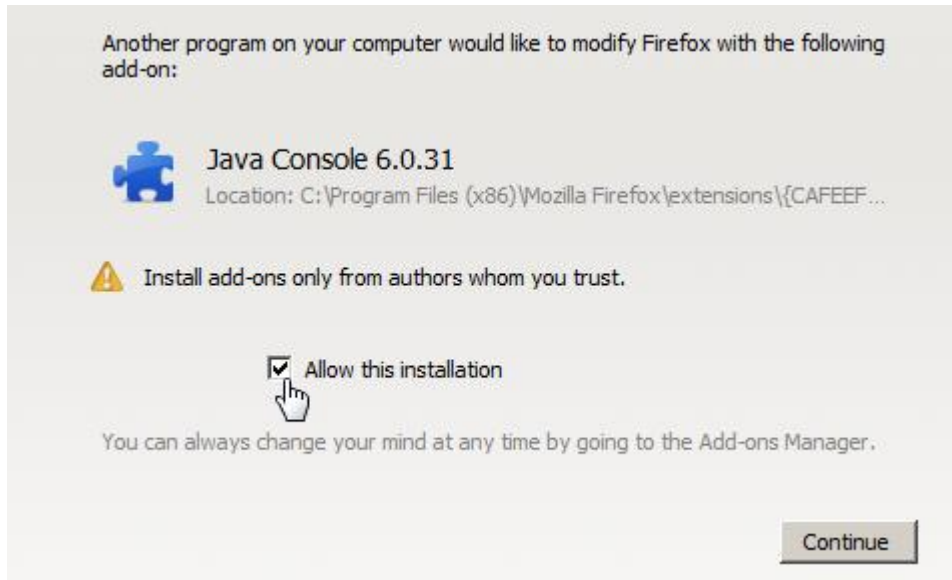 Another program on your computer would like to modify Firefox with the following
add-on:
Java Console 6.0.31
Location: C:\Program Files (x86)\Mozilla Firefox\extensions\{CAFEEF...
Install add-ons only from authors whom you trust.
Allow this installation
You can always change your mind at any time by going to the Add-ons Manager.
Continue